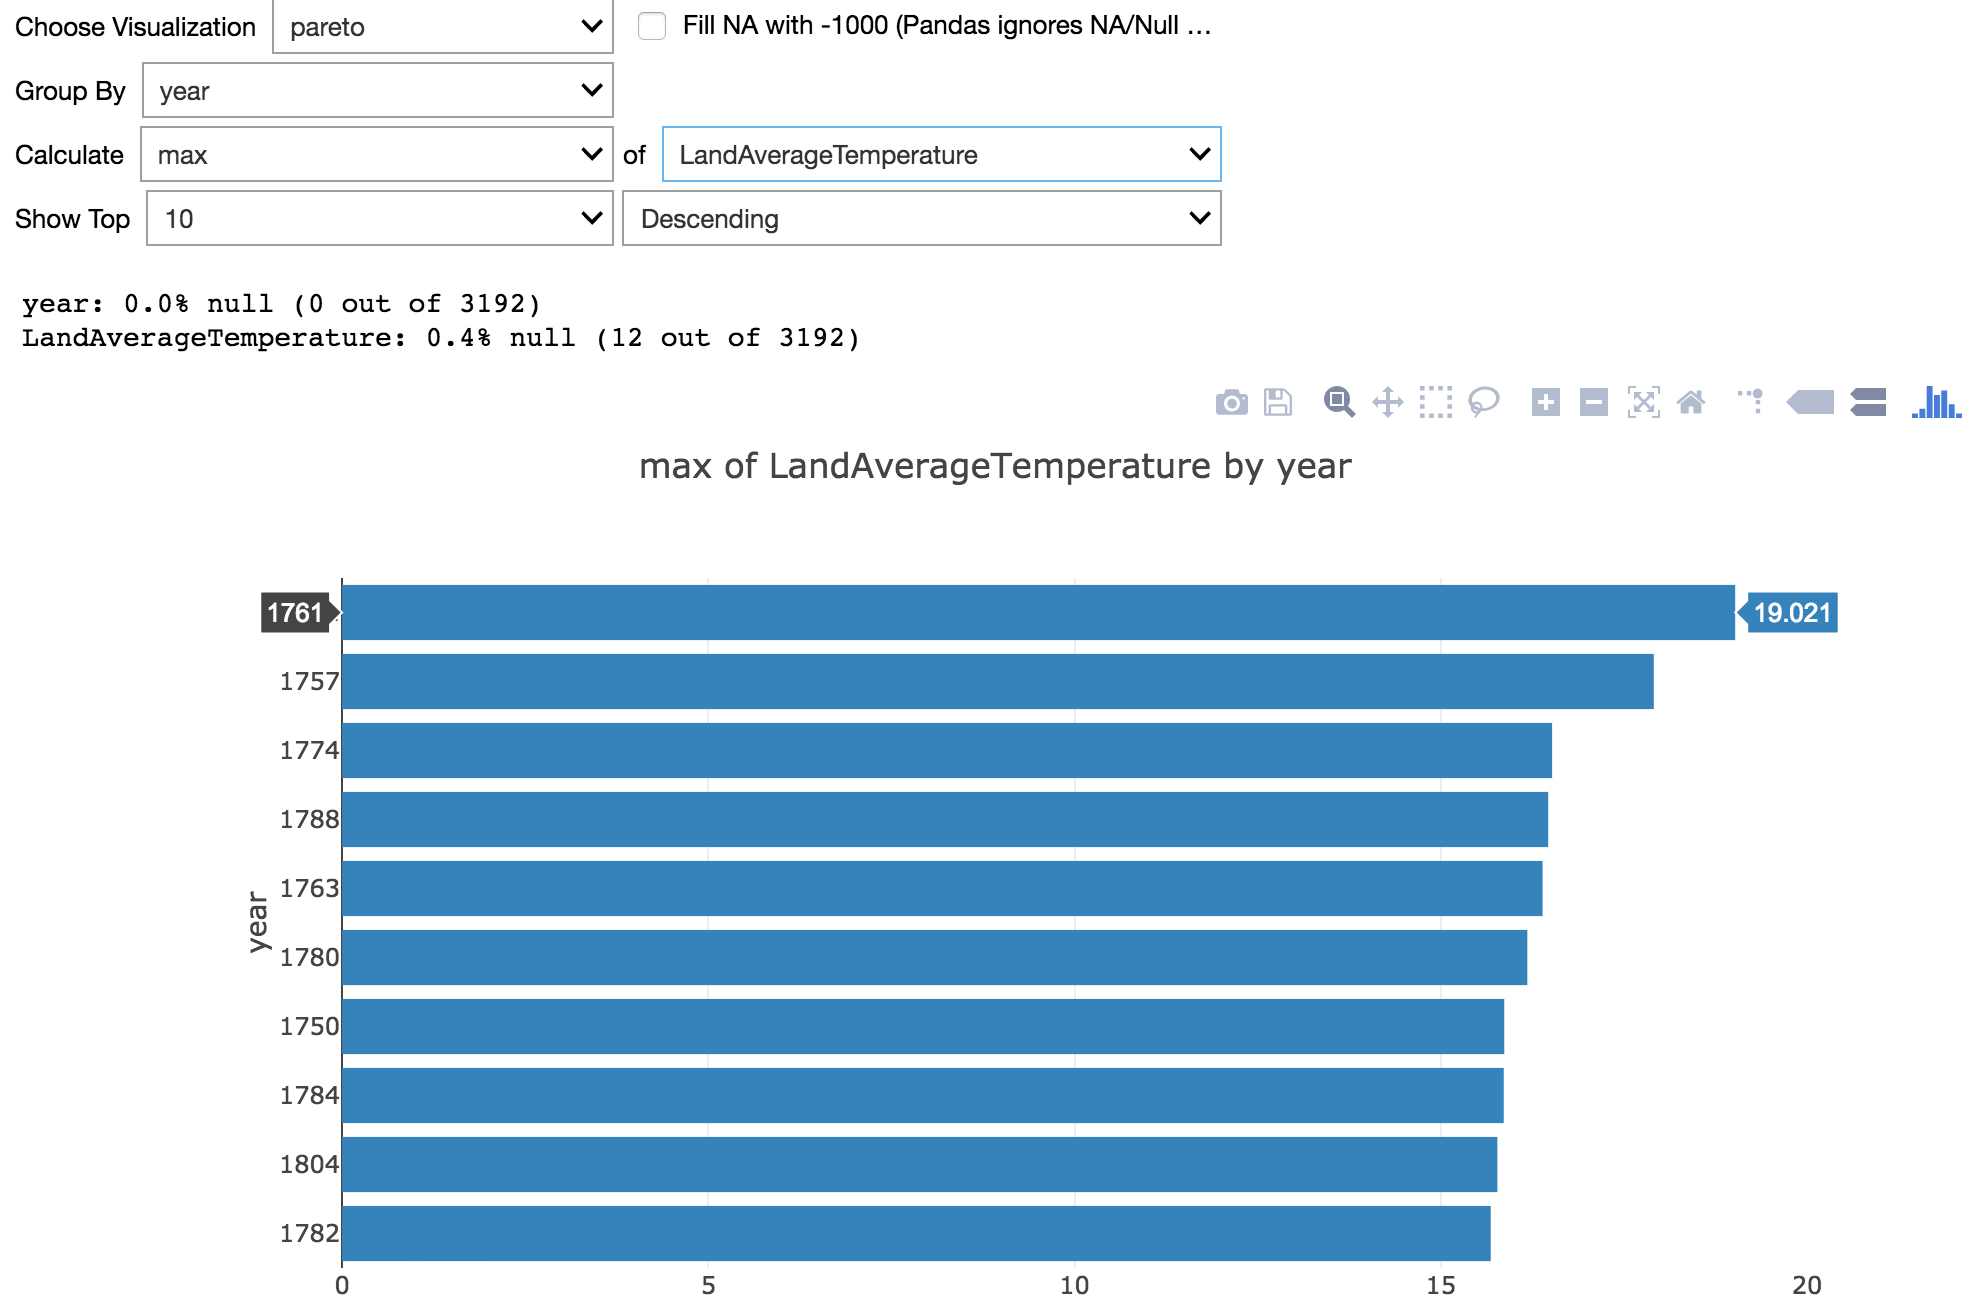 Choose Visualization pareto Fill NA with -1000 (Pandas ignores NA/Null …
Group By year
Calculate max of LandAverageTemperature
Show Top 10 Descending
year: 0.0% null (0 out of 3192)
LandAverageTemperature: 0.4% null (12 out of 3192)
max of LandAverageTemperature by year
1761 19.021
1757
1774
1788
1763
year
1780
1750
1784
1804
1782
0 5 10 15 20